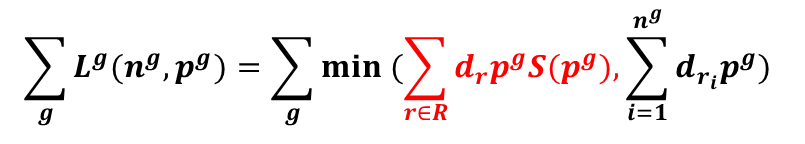 ∑_g L^g(n^g, p^g) = ∑_g min (∑_{r∈R} d_r p^g S(p^g), ∑_{i=1}^{n^g} d_{r_i} p^g)